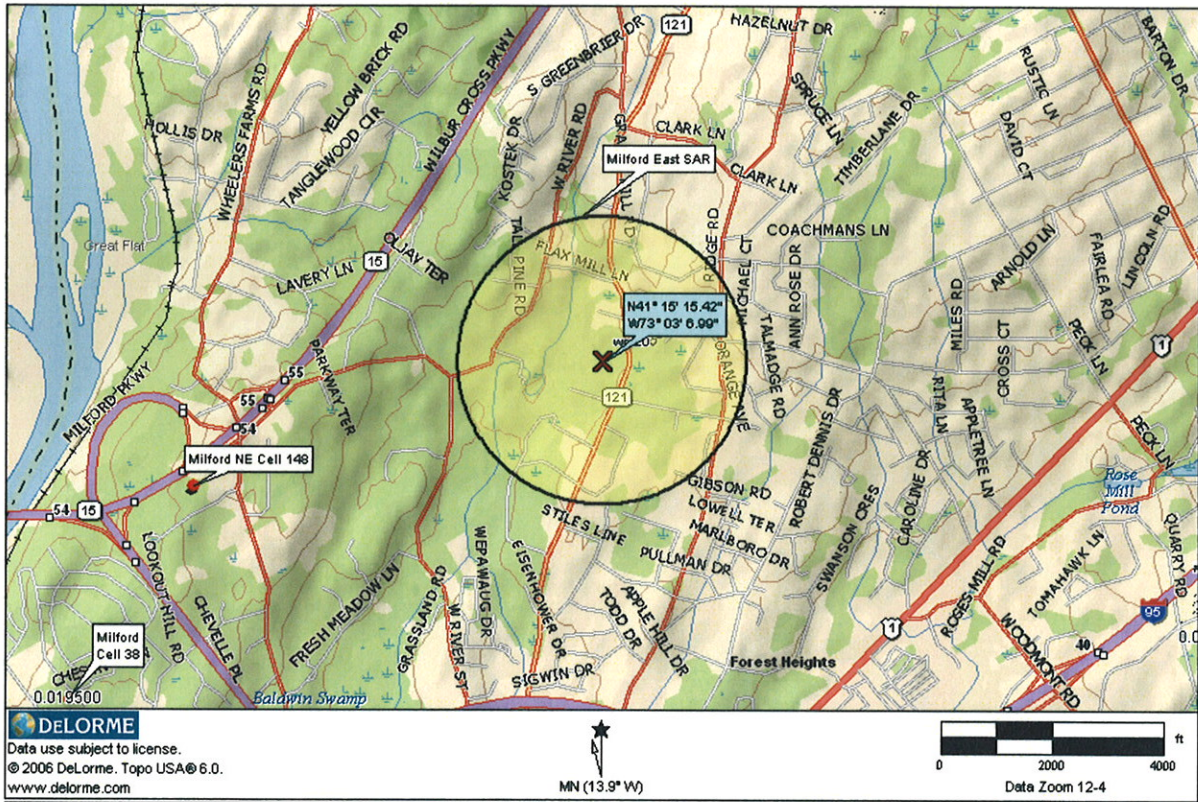 121
HAZELNUT DR
BARTON DR
S GREENBRIER DR
YELLOW BRICK RD
WILBUR CROSS PKWY
RUSTIC LN
SPRUCE LN
WHEELERS FARMS RD
HOLLIS DR
TANGLEWOOD CIR
KOSTEK DR
W RIVER RD
CLARK LN
TIMBERLANE DR
DAVID CT
Milford East SAR
CLARK LN
Great Flat
15
JAY TER
LAVERY LN
FLAX MILL LN
RIDGE RD
COACHMANS LN
ARNOLD LN
FAIRLEA RD
LINCOLN RD
MICHAEL CT
ANN ROSE DR
N41° 15' 15.42"
W73° 03' 6.99"
TALMADGE RD
MILES RD
CROSS CT
PECK LN
1
MILFORD PKWY
PARKWAY TER
55
55
54
121
ORANGE
RITA LN
APPLETREE LN
PECK LN
Milford NE Cell 148
ROBERT DENNIS DR
CAROLINE DR
GIBSON RD
LOWELL TER
MARLBORO DR
Rose
Mill
Pond
54
15
STILES LINE
PULLMAN DR
SWANSON CRES
QUARRY RD
LOOKOUT HILL RD
CHEVELLE PL
FRESH MEADOW LN
GRASSLAND RD
WEPAWAUG DR
EISENHOWER DR
W RIVER ST
TODD DR
APPLE HILL DR
ROSES MILL RD
TOMAHAWK LN
WOODMONT RD
95
1
40
Milford
Cell 38
0.019500
Baldwin Swamp
SIGWIN DR
Forest Heights
DELORME
Data use subject to license.
© 2006 DeLorme. Topo USA® 6.0.
www.delorme.com
MN (13.9° W)
0 2000 4000
ft
Data Zoom 12-4